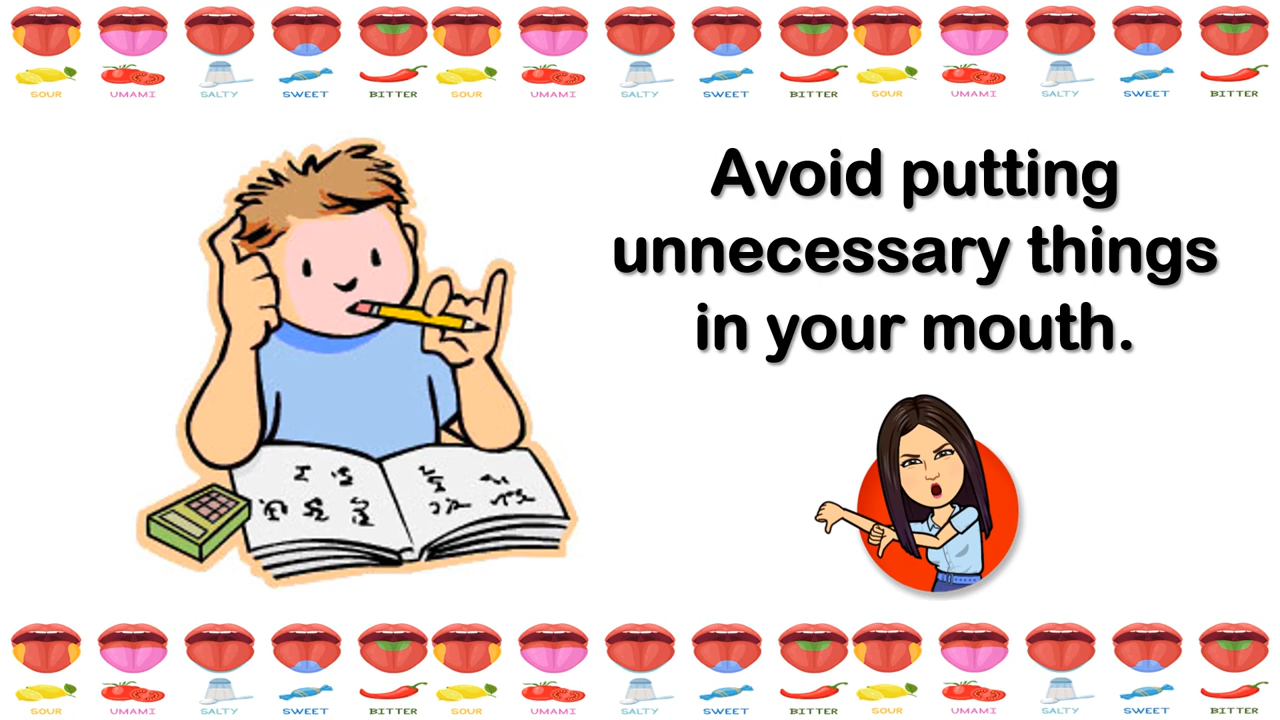 SOUR UMAMI SALTY SWEET BITTER SOUR UMAMI SALTY SWEET BITTER SOUR UMAMI SALTY SWEET BITTER
Avoid putting
unnecessary things
in your mouth.
SOUR UMAMI SALTY SWEET BITTER SOUR UMAMI SALTY SWEET BITTER SOUR UMAMI SALTY SWEET BITTER